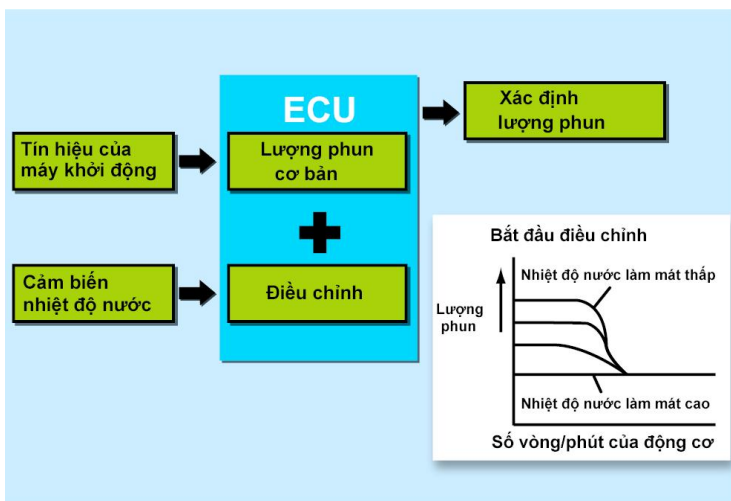 ECU
Tín hiệu của
máy khởi động
Lượng phun
cơ bản
Xác định
lượng phun
Cảm biến
nhiệt độ nước
Điều chỉnh
Bắt đầu điều chỉnh
Nhiệt độ nước làm mát thấp
Lượng
phun
Nhiệt độ nước làm mát cao
Số vòng/phút của động cơ